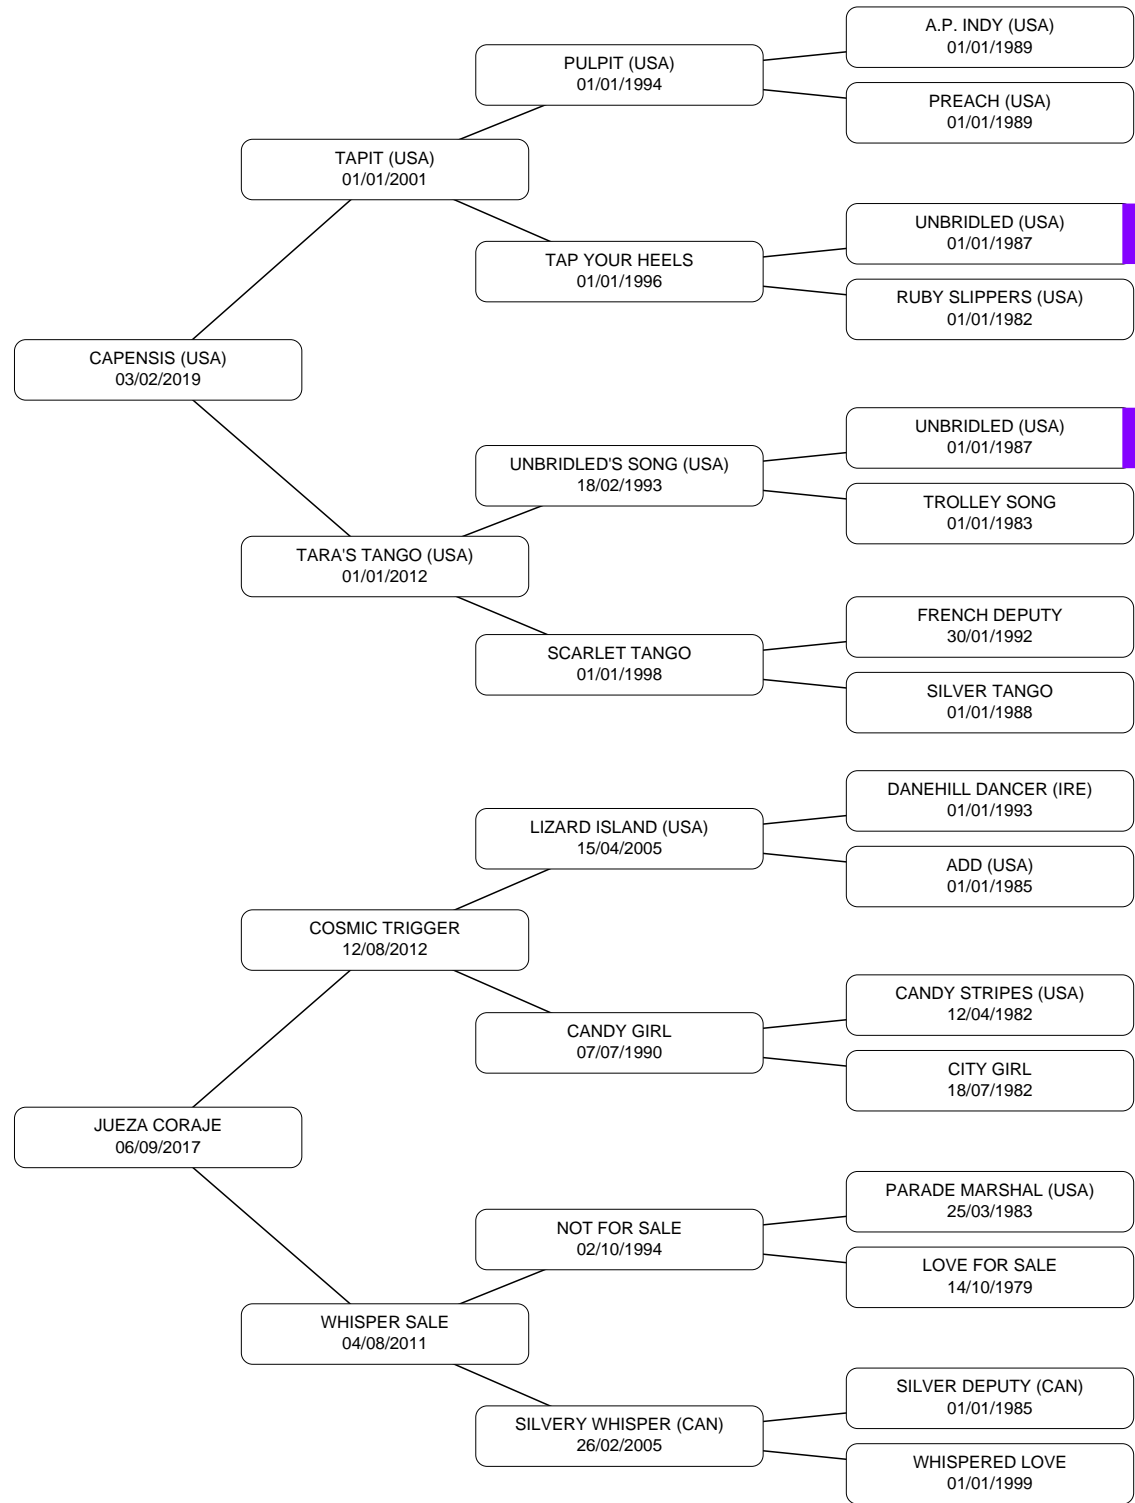 A.P. INDY (USA)
01/01/1989
PULPIT (USA)
01/01/1994
PREACH (USA)
01/01/1989
TAPIT (USA)
01/01/2001
UNBRIDLED (USA)
01/01/1987
TAP YOUR HEELS
01/01/1996
RUBY SLIPPERS (USA)
01/01/1982
CAPENSIS (USA)
03/02/2019
UNBRIDLED (USA)
01/01/1987
UNBRIDLED'S SONG (USA)
18/02/1993
TROLLEY SONG
01/01/1983
TARA'S TANGO (USA)
01/01/2012
FRENCH DEPUTY
30/01/1992
SCARLET TANGO
01/01/1998
SILVER TANGO
01/01/1988
DANEHILL DANCER (IRE)
01/01/1993
LIZARD ISLAND (USA)
15/04/2005
ADD (USA)
01/01/1985
COSMIC TRIGGER
12/08/2012
CANDY STRIPES (USA)
12/04/1982
CANDY GIRL
07/07/1990
CITY GIRL
18/07/1982
JUEZA CORAJE
06/09/2017
PARADE MARSHAL (USA)
25/03/1983
NOT FOR SALE
02/10/1994
LOVE FOR SALE
14/10/1979
WHISPER SALE
04/08/2011
SILVER DEPUTY (CAN)
01/01/1985
SILVERY WHISPER (CAN)
26/02/2005
WHISPERED LOVE
01/01/1999